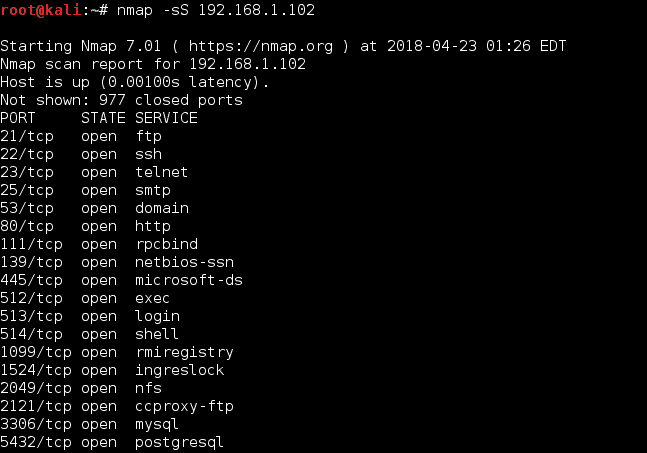 root@kali:~# nmap -sS 192.168.1.102
Starting Nmap 7.01 ( https://nmap.org ) at 2018-04-23 01:26 EDT
Nmap scan report for 192.168.1.102
Host is up (0.00100s latency).
Not shown: 977 closed ports
PORT     STATE SERVICE
21/tcp   open  ftp
22/tcp   open  ssh
23/tcp   open  telnet
25/tcp   open  smtp
53/tcp   open  domain
80/tcp   open  http
111/tcp  open  rpcbind
139/tcp  open  netbios-ssn
445/tcp  open  microsoft-ds
512/tcp  open  exec
513/tcp  open  login
514/tcp  open  shell
1099/tcp open  rmiregistry
1524/tcp open  ingreslock
2049/tcp open  nfs
2121/tcp open  ccproxy-ftp
3306/tcp open  mysql
5432/tcp open  postgresql